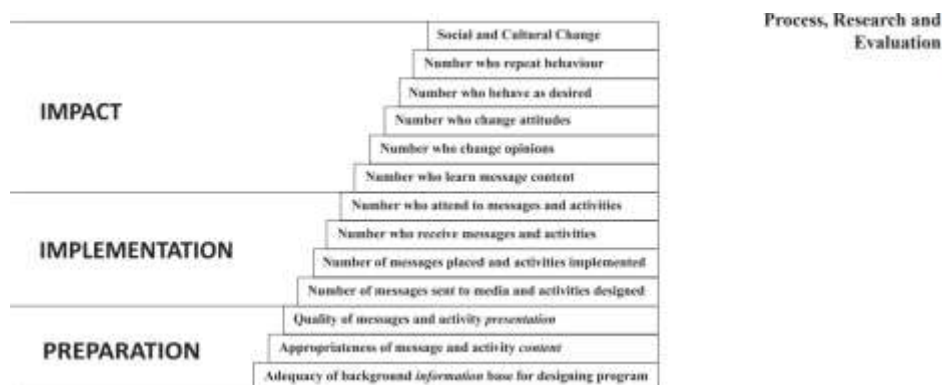 Process, Research and
Evaluation
Social and Cultural Change
Number who repeat behaviour
Number who behave as desired
IMPACT
Number who change attitudes
Number who change opinions
Number who learn message content
Number who attend to messages and activities
Number who receive messages and activities
IMPLEMENTATION
Number of messages placed and activities implemented
Number of messages sent to media and activities designed
Quality of messages and activity presentation
PREPARATION
Appropriateness of message and activity content
Adequacy of background information base for designing program